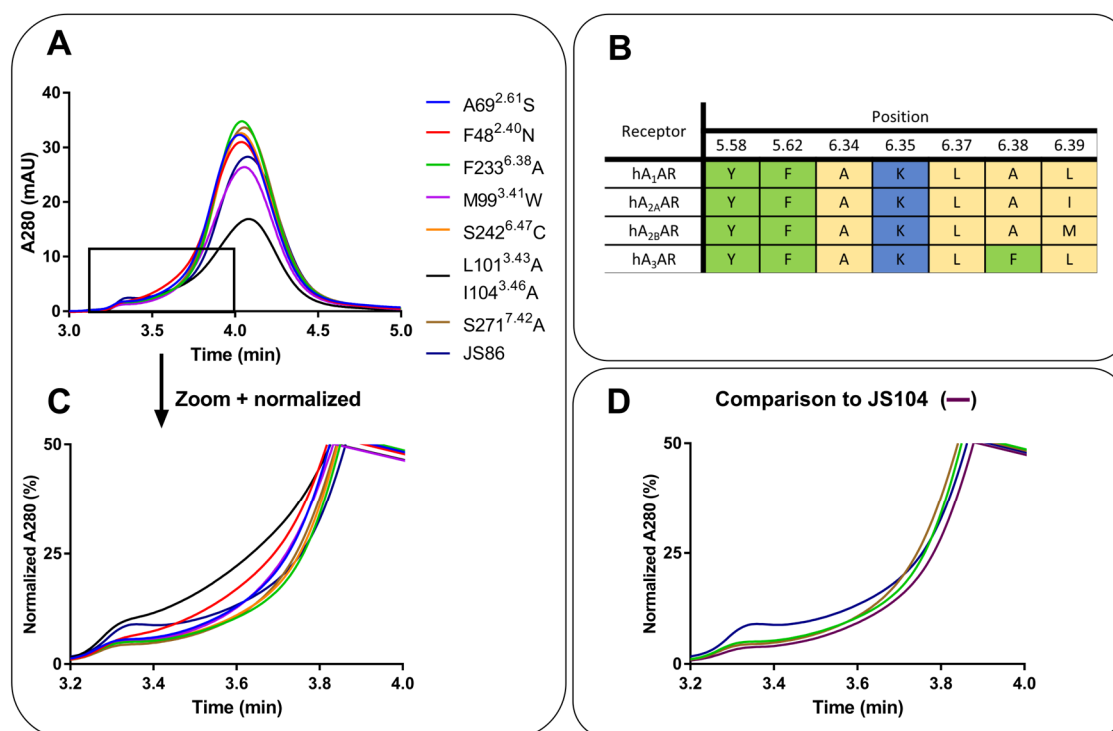 A
A280 (mAU)
40
30
20
10
0
3.0 3.5 4.0 4.5 5.0
Time (min)
A69^2.61S
F48^2.40N
F233^6.38A
M99^3.41W
S242^6.47C
L101^3.43A
I104^3.46A
S271^7.42A
JS86
B
Receptor Position
5.58 5.62 6.34 6.35 6.37 6.38 6.39
hA₁AR Y F A K L A L
hA₂AAR Y F A K L A I
hA₂BAR Y F A K L A M
hA₃AR Y F A K L F L
C
Zoom + normalized
Normalized A280 (%)
50
25
0
3.2 3.4 3.6 3.8 4.0
Time (min)
D
Comparison to JS104 (—)
Normalized A280 (%)
50
25
0
3.2 3.4 3.6 3.8 4.0
Time (min)